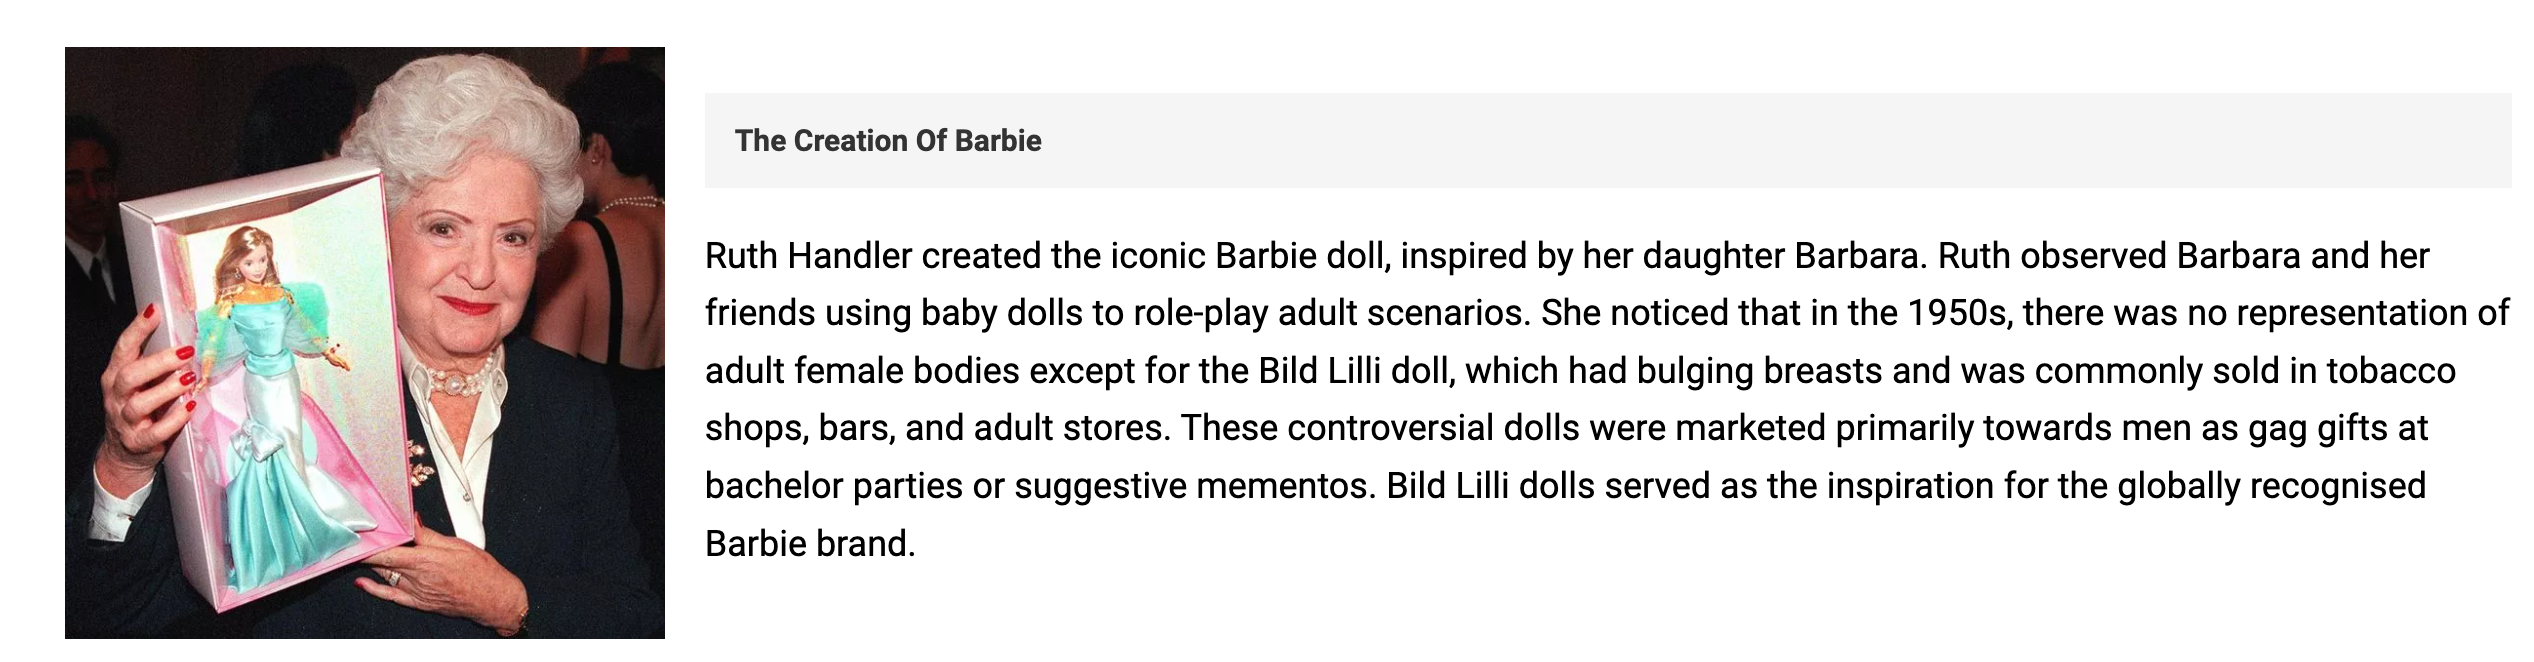 The Creation Of Barbie
Ruth Handler created the iconic Barbie doll, inspired by her daughter Barbara. Ruth observed Barbara and her
friends using baby dolls to role-play adult scenarios. She noticed that in the 1950s, there was no representation of
adult female bodies except for the Bild Lilli doll, which had bulging breasts and was commonly sold in tobacco
shops, bars, and adult stores. These controversial dolls were marketed primarily towards men as gag gifts at
bachelor parties or suggestive mementos. Bild Lilli dolls served as the inspiration for the globally recognised
Barbie brand.